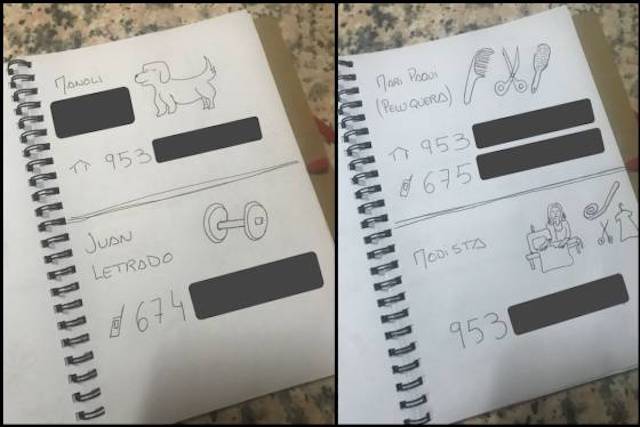 MANOLI
953
JUAN
LETRADO
674
MARI PAQUI
(PELUQUERA)
953
675
MODISTA
953